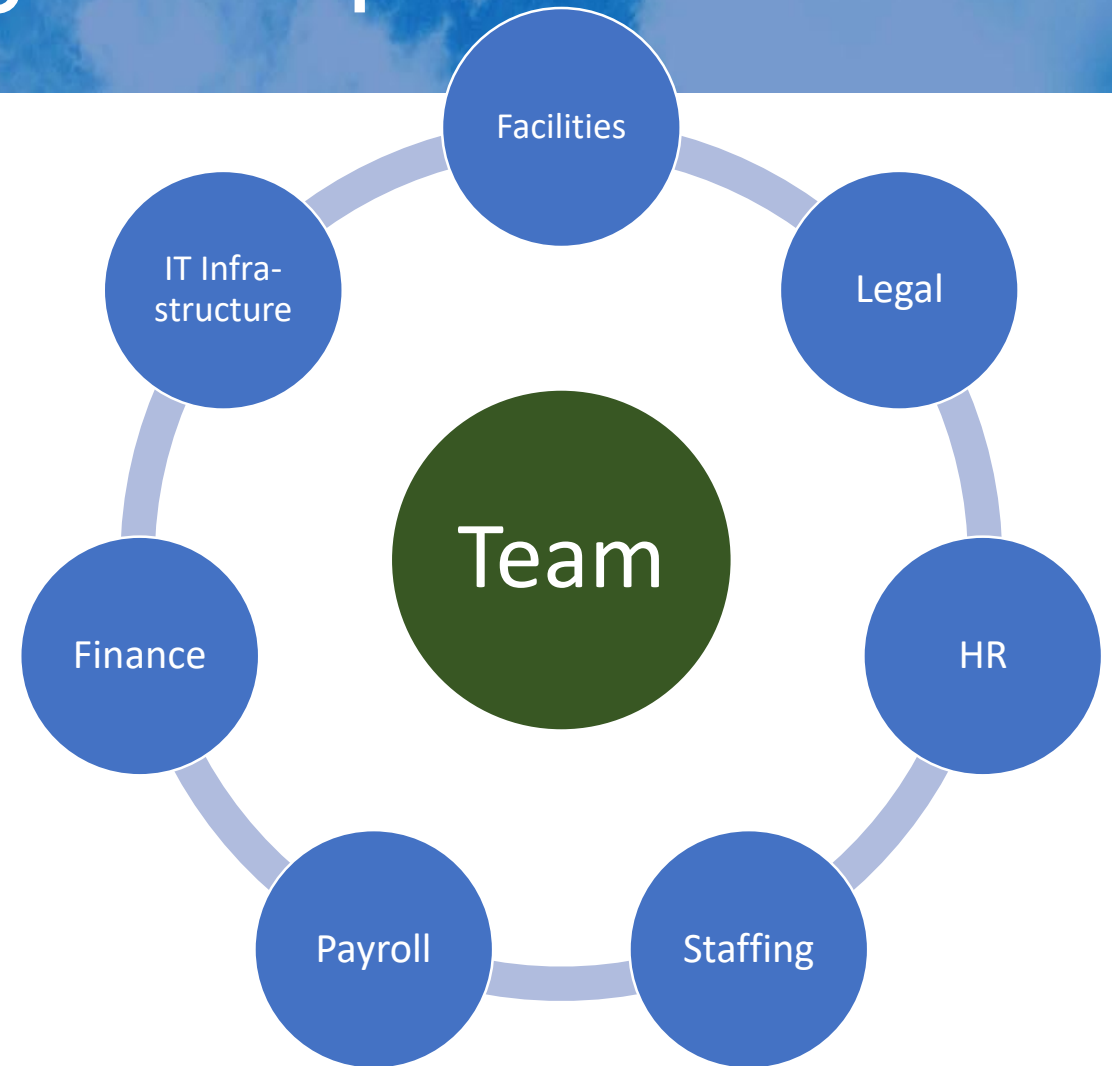 Facilities
Legal
HR
Staffing
Payroll
Finance
IT Infra-
structure
Team